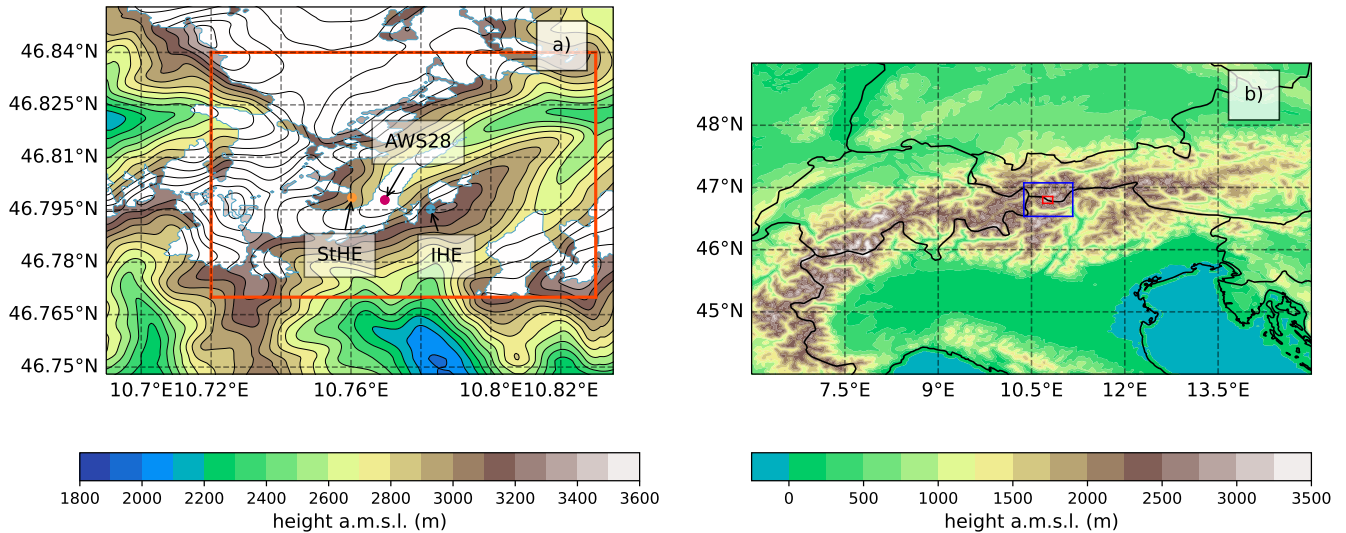 a)
46.84°N
46.825°N
46.81°N
46.795°N
46.78°N
46.765°N
46.75°N
AWS28
StHE
IHE
10.7°E 10.72°E 10.76°E 10.8°E 10.82°E
1800 2000 2200 2400 2600 2800 3000 3200 3400 3600
height a.m.s.l. (m)
b)
48°N
47°N
46°N
45°N
7.5°E 9°E 10.5°E 12°E 13.5°E
0 500 1000 1500 2000 2500 3000 3500
height a.m.s.l. (m)